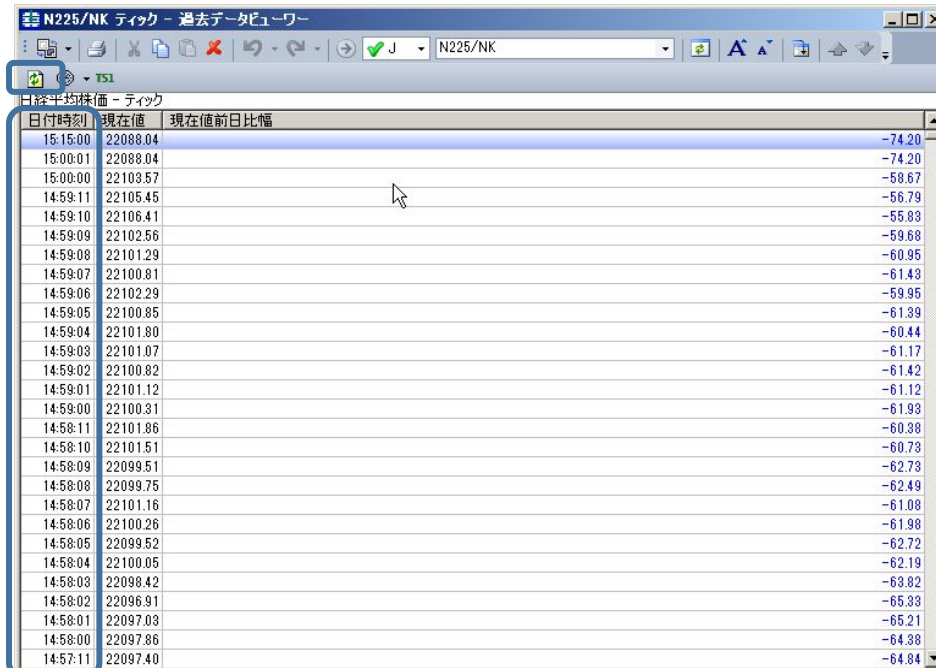 N225/NK ティック - 過去データビューワー
J N225/NK A A
TS1
日経平均株価 - ティック
日付時刻 現在値 現在値前日比幅
15:15:00 22088.04 -74.20
15:00:01 22088.04 -74.20
15:00:00 22103.57 -58.67
14:59:11 22105.45 -56.79
14:59:10 22106.41 -55.83
14:59:09 22102.56 -59.68
14:59:08 22101.29 -60.95
14:59:07 22100.81 -61.43
14:59:06 22102.29 -59.95
14:59:05 22100.85 -61.39
14:59:04 22101.80 -60.44
14:59:03 22101.07 -61.17
14:59:02 22100.82 -61.42
14:59:01 22101.12 -61.12
14:59:00 22100.31 -61.93
14:58:11 22101.86 -60.38
14:58:10 22101.51 -60.73
14:58:09 22099.51 -62.73
14:58:08 22099.75 -62.49
14:58:07 22101.16 -61.08
14:58:06 22100.26 -61.98
14:58:05 22099.52 -62.72
14:58:04 22100.05 -62.19
14:58:03 22098.42 -63.82
14:58:02 22096.91 -65.33
14:58:01 22097.03 -65.21
14:58:00 22097.86 -64.38
14:57:11 22097.40 -64.84